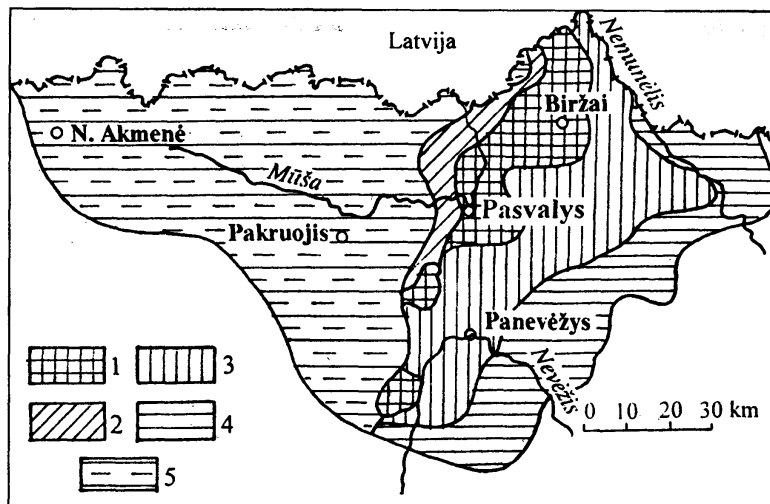 Latvija
Nemunėlis
Biržai
N. Akmenė
Mūša
Pasvalys
Pakruojis
Panevėžys
Nevėžis
1
3
2
4
5
0 10 20 30 km